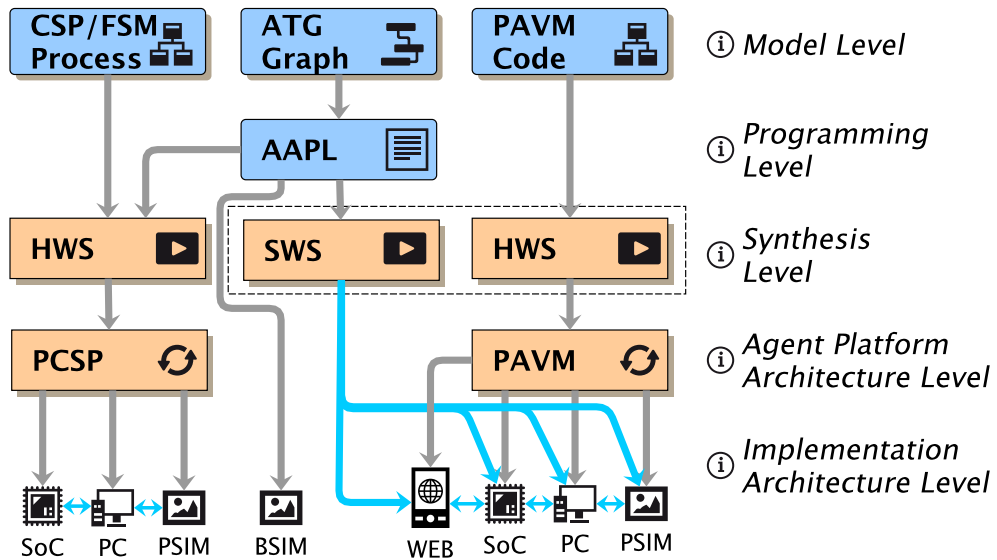 CSP/FSM
Process
ATG
Graph
PAVM
Code
i Model Level
AAPL
i Programming
Level
HWS
SWS
HWS
i Synthesis
Level
PCSP
PAVM
i Agent Platform
Architecture Level
i Implementation
Architecture Level
SoC
PC
PSIM
BSIM
WEB
SoC
PC
PSIM